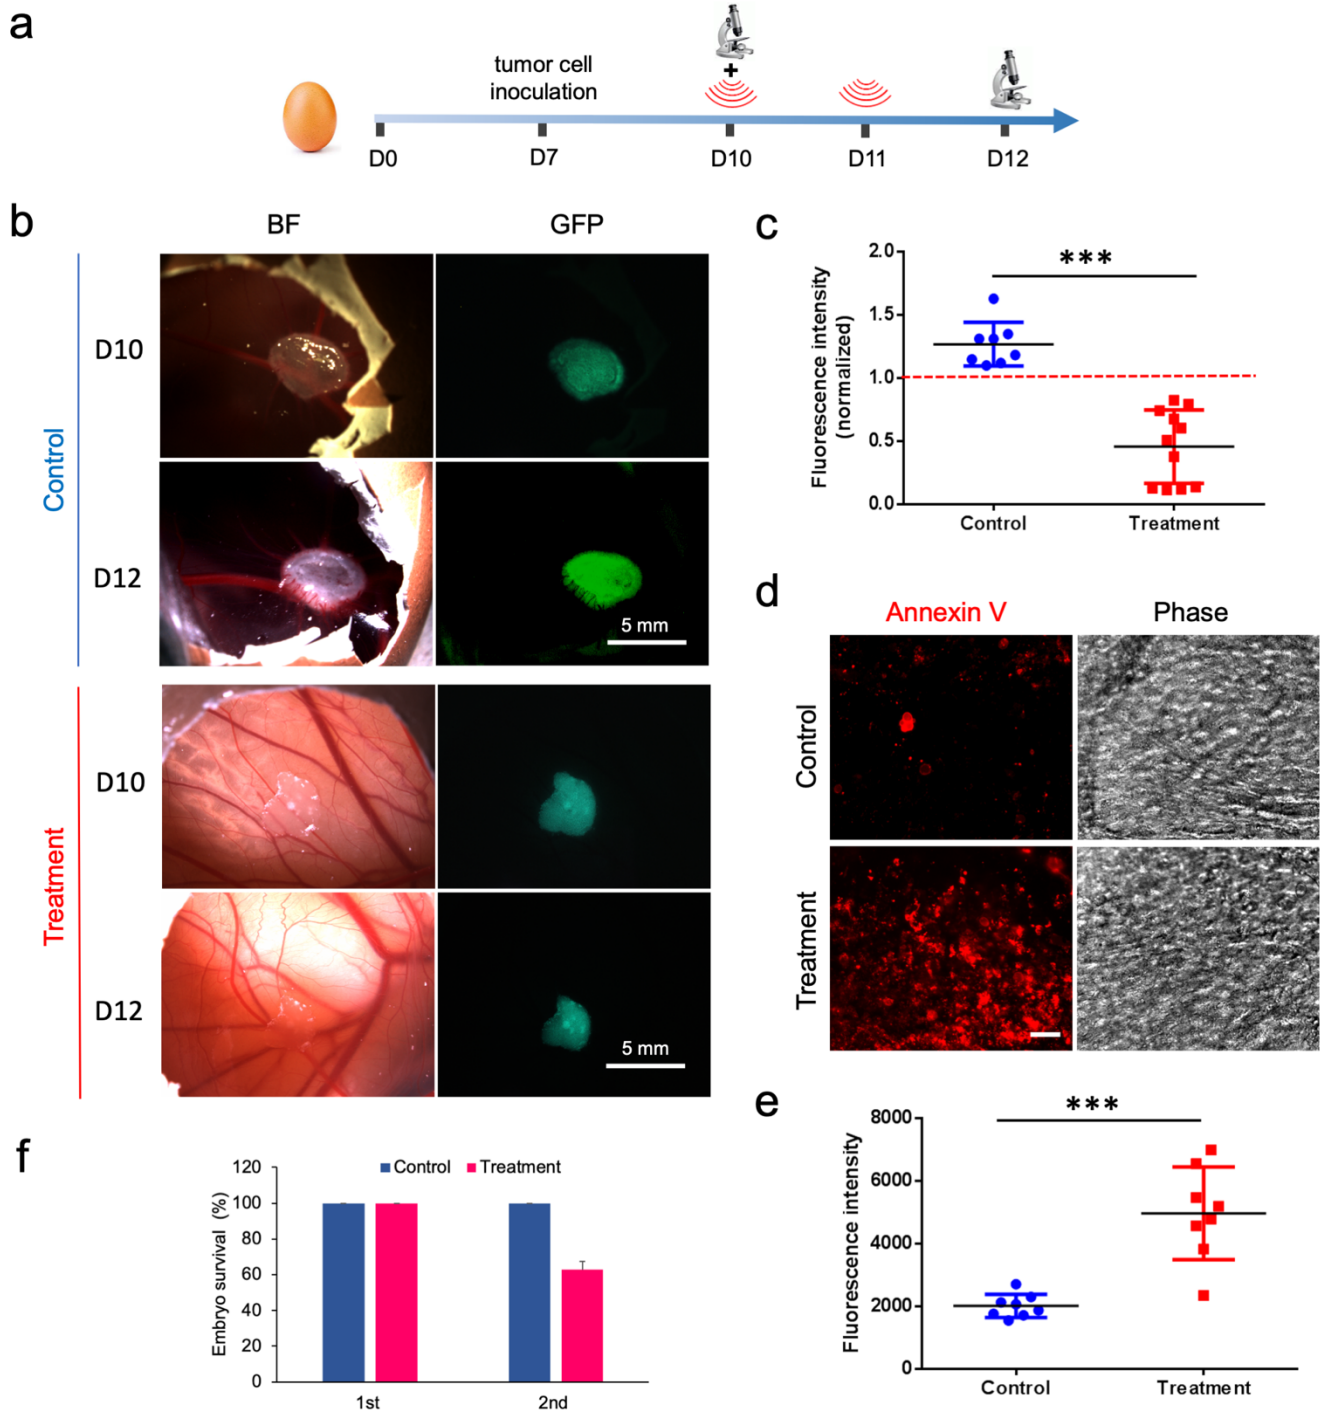 a
tumor cell
inoculation
+
D0
D7
D10
D11
D12
b
BF
GFP
Control
D10
D12
5 mm
Treatment
D10
D12
5 mm
c
Fluorescence intensity
(normalized)
2.0
1.5
1.0
0.5
0.0
***
Control
Treatment
d
Annexin V
Phase
Control
Treatment
e
Fluorescence intensity
8000
6000
4000
2000
0
***
Control
Treatment
f
Embryo survival (%)
120
100
80
60
40
20
0
Control
Treatment
1st
2nd